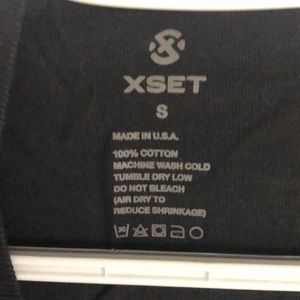 XSET
S
MADE IN U.S.A.
100% COTTON
MACHINE WASH COLD
TUMBLE DRY LOW
DO NOT BLEACH
(AIR DRY TO
REDUCE SHRINKAGE)
30